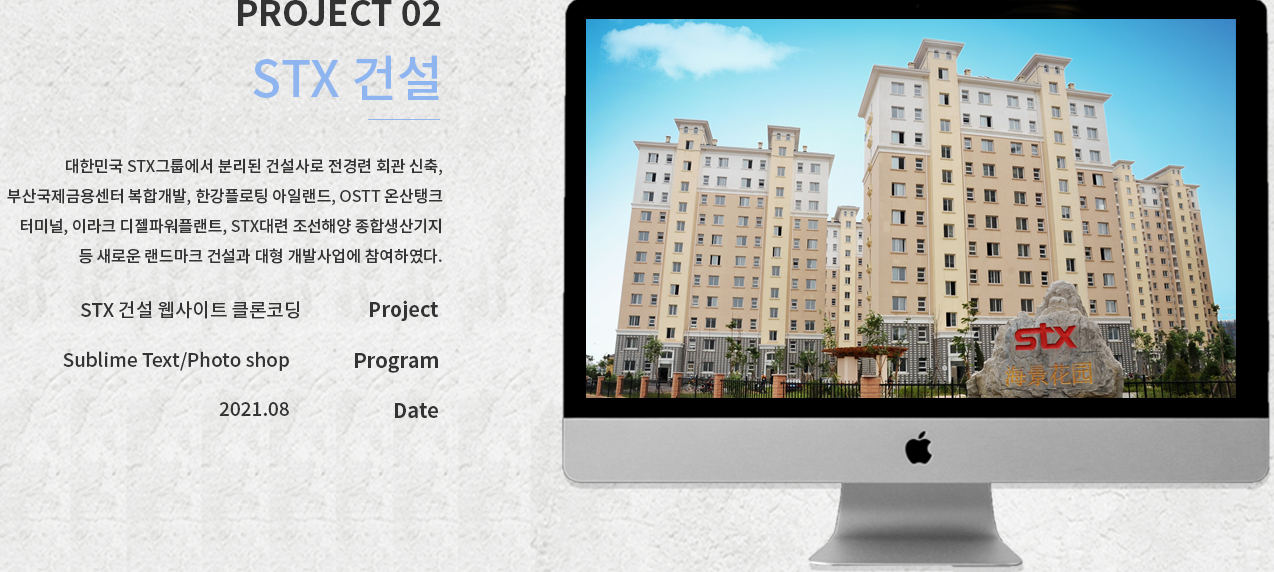 PROJECT 02
STX 건설
대한민국 STX그룹에서 분리된 건설사로 전경련 회관 신축,
부산국제금융센터 복합개발, 한강플로팅 아일랜드, OSTT 온산탱크
터미널, 이라크 디젤파워플랜트, STX대련 조선해양 종합생산기지
등 새로운 랜드마크 건설과 대형 개발사업에 참여하였다.
STX 건설 웹사이트 클론코딩 Project
Sublime Text/Photo shop Program
2021.08 Date
stx
海景花园